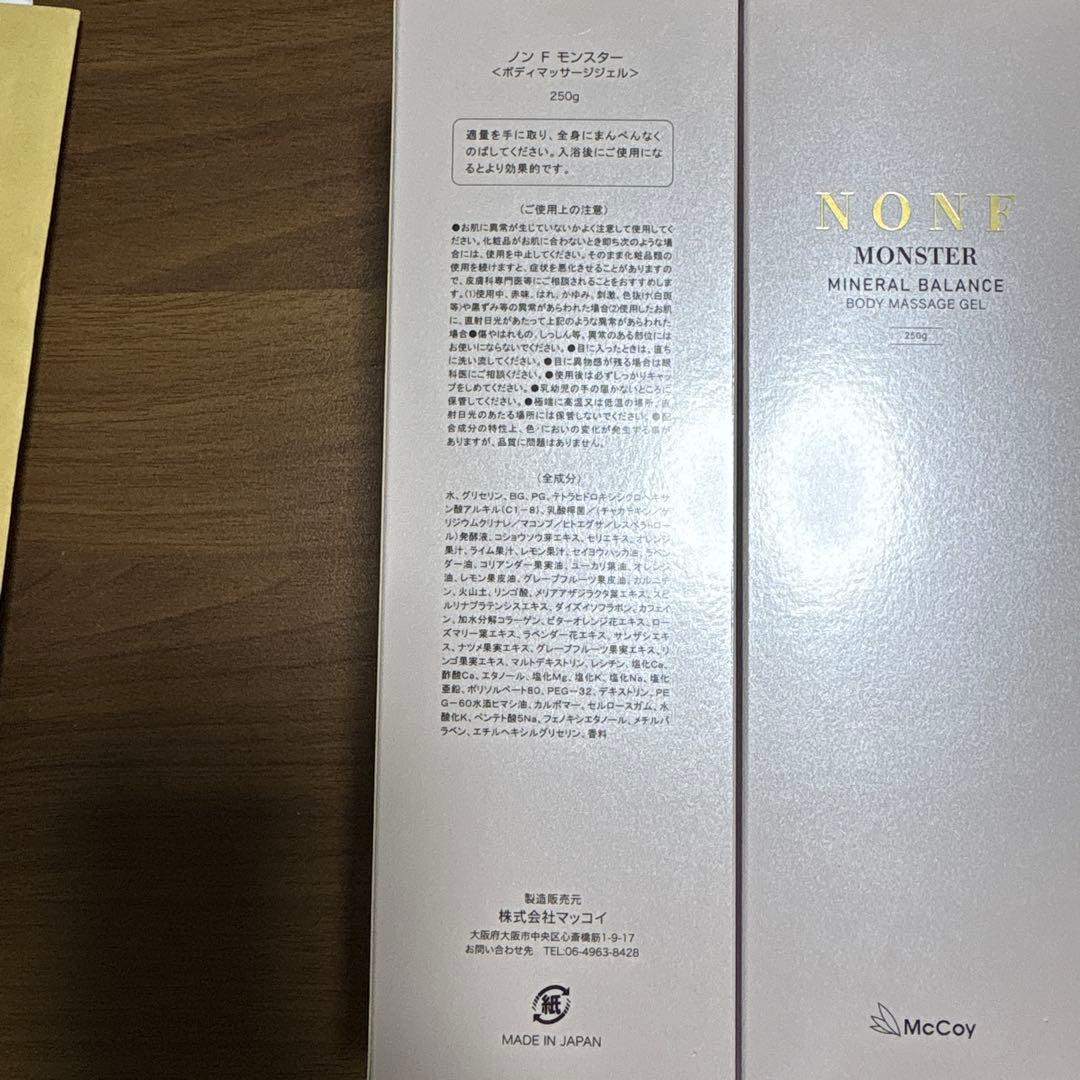 ノン F モンスター
<ボディマッサージジェル>
250g
適量を手に取り、全身にまんべんなく
のばしてください。入浴後にご使用にな
るとより効果的です。
(ご使用上の注意)
●お肌に異常が生じていないかよく注意して使用してく
ださい。化粧品がお肌に合わないとき即ち次のような場
合には、使用を中止してください。そのまま化粧品類の
使用を続けますと、症状を悪化させることがありますの
で、皮膚科専門医等にご相談されることをおすすめしま
す。(1)使用中、赤味、はれ、かゆみ、刺激、色抜け(白斑
等)や黒ずみ等の異常があらわれた場合(2)使用したお肌
に、直射日光があたって上記のような異常があらわれた
場合●傷やはれもの、しっしん等、異常のある部位には
お使いにならないでください。●目に入ったときは、直ち
に洗い流してください。●目に異物感が残る場合は眼
科医にご相談ください。●使用後は必ずしっかりキャッ
プをしめてください。●乳幼児の手の届かないところに
保管してください。●極端に高温又は低温の場所、直
射日光のあたる場所には保管しないでください。●配
合成分の特性上、色・においの変化が発生する事が
ありますが、品質に問題はありません。
(全成分)
水、グリセリン、BG、PG、テトラヒドロキシシクロヘキサ
ン酸アルキル(C1-8)、乳酸桿菌/(チャカテキン/ゲ
リジウムクリナレ/マコンブ/ヒトエグサ/レスベラトロー
ル)発酵液、コショウソウ芽エキス、セリエキス、オレンジ
果汁、ライム果汁、レモン果汁、セイヨウハッカ油、ラベン
ダー油、コリアンダー果実油、ユーカリ葉油、オレンジ
油、レモン果皮油、グレープフルーツ果皮油、カルニチ
ン、火山土、リンゴ酸、メリアアザジラクタ葉エキス、スピ
ルリナプラテンシスエキス、ダイズイソフラボン、カフェイ
ン、加水分解コラーゲン、ビターオレンジ花エキス、ロー
ズマリー葉エキス、ラベンダー花エキス、サンザシエキ
ス、ナツメ果実エキス、グレープフルーツ果実エキス、リ
ンゴ果実エキス、マルトデキストリン、レシチン、塩化Ca、
酢酸Ca、エタノール、塩化Mg、塩化K、塩化Na、塩化
亜鉛、ポリソルベート80、PEG-32、デキストリン、PE
G-60水添ヒマシ油、カルボマー、セルロースガム、水
酸化K、ペンテト酸5Na、フェノキシエタノール、メチルパ
ラベン、エチルヘキシルグリセリン、香料
製造販売元
株式会社マッコイ
大阪府大阪市中央区心斎橋筋1-9-17
お問い合わせ先 TEL:06-4963-8428
紙
MADE IN JAPAN
NONF
MONSTER
MINERAL BALANCE
BODY MASSAGE GEL
250g
McCoy